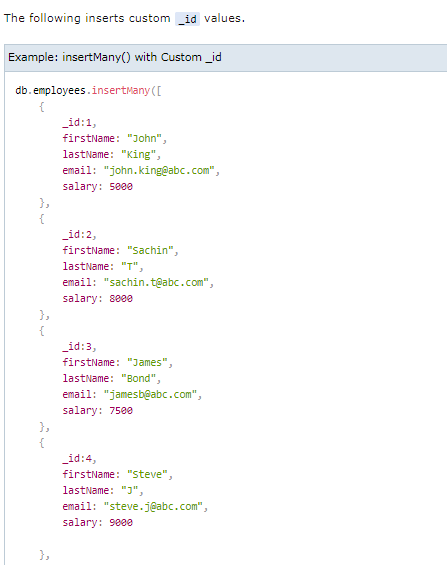 The following inserts custom _id values.
Example: insertMany() with Custom _id
db.employees.insertMany([
{
_id:1,
firstName: "John",
lastName: "King",
email: "john.king@abc.com",
salary: 5000
},
{
_id:2,
firstName: "Sachin",
lastName: "T",
email: "sachin.t@abc.com",
salary: 8000
},
{
_id:3,
firstName: "James",
lastName: "Bond",
email: "jamesb@abc.com",
salary: 7500
},
{
_id:4,
firstName: "Steve",
lastName: "J",
email: "steve.j@abc.com",
salary: 9000
},